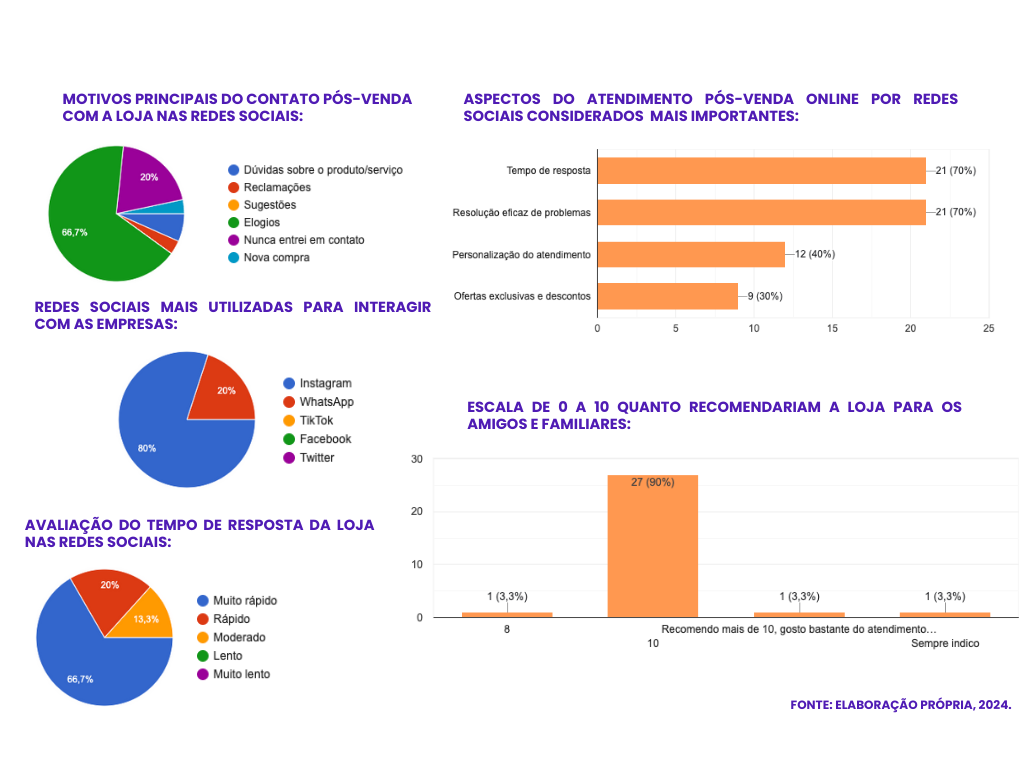 MOTIVOS PRINCIPAIS DO CONTATO PÓS-VENDA
COM A LOJA NAS REDES SOCIAIS:
20%
66,7%
Dúvidas sobre o produto/serviço
Reclamações
Sugestões
Elogios
Nunca entrei em contato
Nova compra
REDES SOCIAIS MAIS UTILIZADAS PARA INTERAGIR
COM AS EMPRESAS:
20%
80%
Instagram
WhatsApp
TikTok
Facebook
Twitter
AVALIAÇÃO DO TEMPO DE RESPOSTA DA LOJA
NAS REDES SOCIAIS:
20%
13,3%
66,7%
Muito rápido
Rápido
Moderado
Lento
Muito lento
ASPECTOS DO ATENDIMENTO PÓS-VENDA ONLINE POR REDES
SOCIAIS CONSIDERADOS MAIS IMPORTANTES:
Tempo de resposta 21 (70%)
Resolução eficaz de problemas 21 (70%)
Personalização do atendimento 12 (40%)
Ofertas exclusivas e descontos 9 (30%)
0 5 10 15 20 25
ESCALA DE 0 A 10 QUANTO RECOMENDARIAM A LOJA PARA OS
AMIGOS E FAMILIARES:
30
27 (90%)
20
10
1 (3,3%) 1 (3,3%) 1 (3,3%)
0
8 Recomendo mais de 10, gosto bastante do atendimento…
10 Sempre indico
FONTE: ELABORAÇÃO PRÓPRIA, 2024.